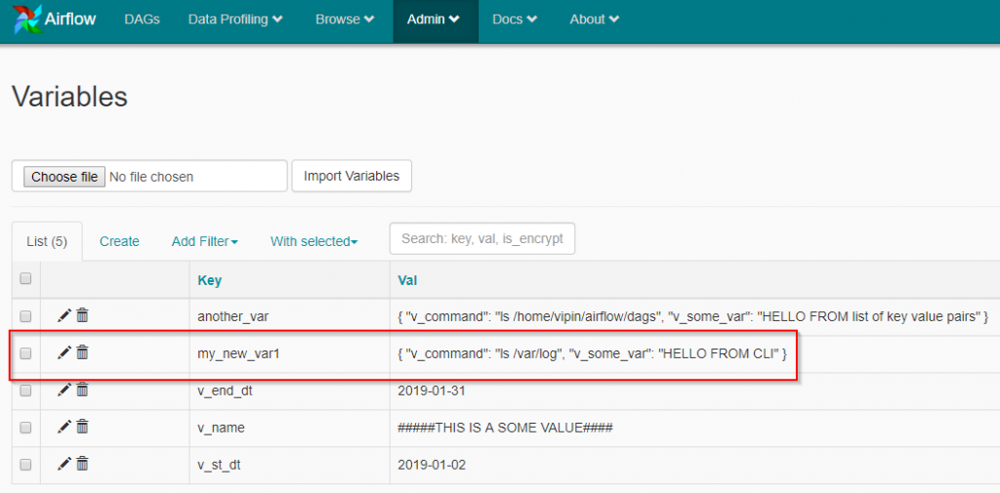 Airflow DAGs Data Profiling Browse Admin Docs About
Variables
Choose file No file chosen Import Variables
List (5) Create Add Filter With selected Search: key, val, is_encrypt
Key Val
another_var { "v_command": "ls /home/vipin/airflow/dags", "v_some_var": "HELLO FROM list of key value pairs" }
my_new_var1 { "v_command": "ls /var/log", "v_some_var": "HELLO FROM CLI" }
v_end_dt 2019-01-31
v_name #####THIS IS A SOME VALUE####
v_st_dt 2019-01-02